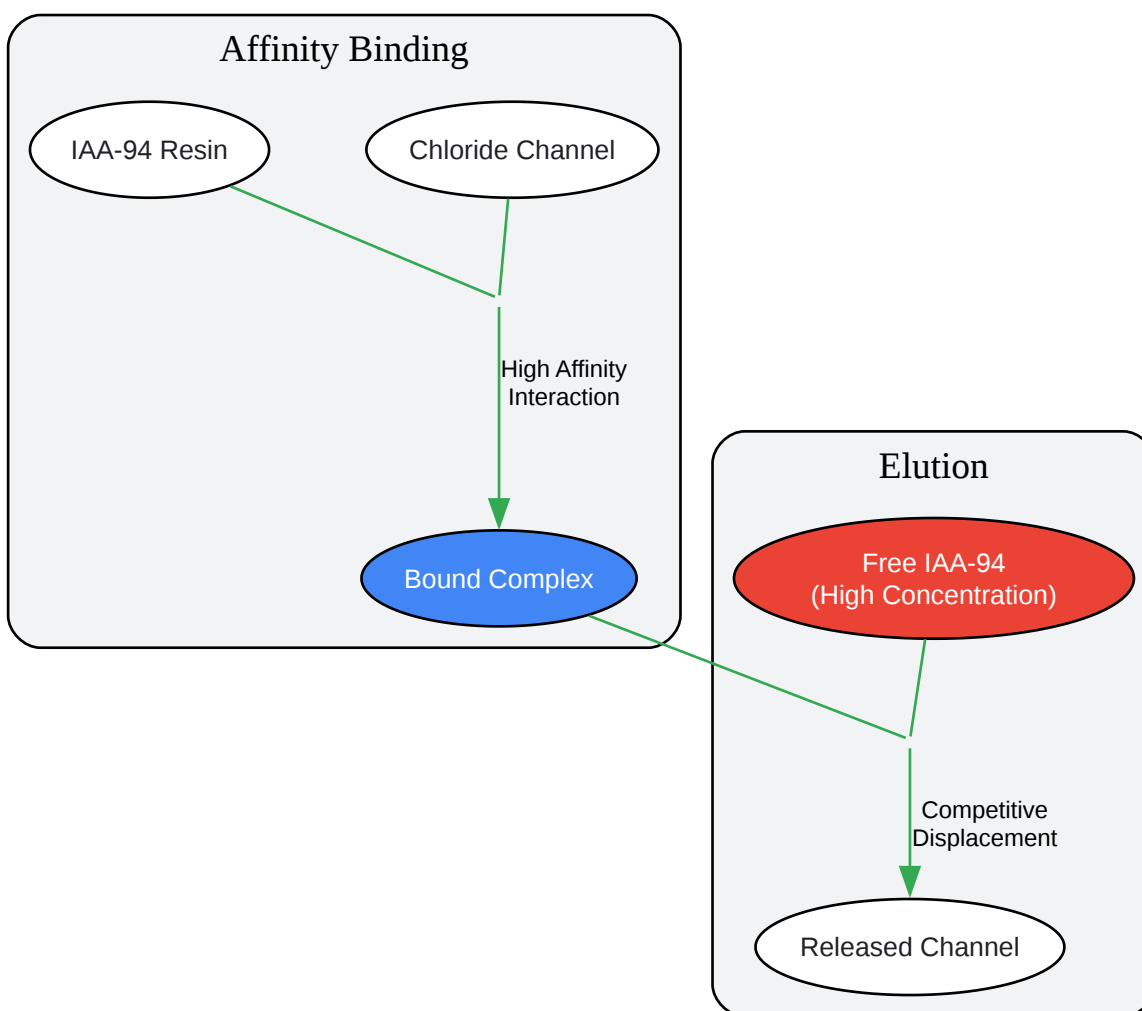 Affinity Binding
IAA-94 Resin
Chloride Channel
High Affinity
Interaction
Bound Complex
Elution
Free IAA-94
(High Concentration)
Competitive
Displacement
Released Channel